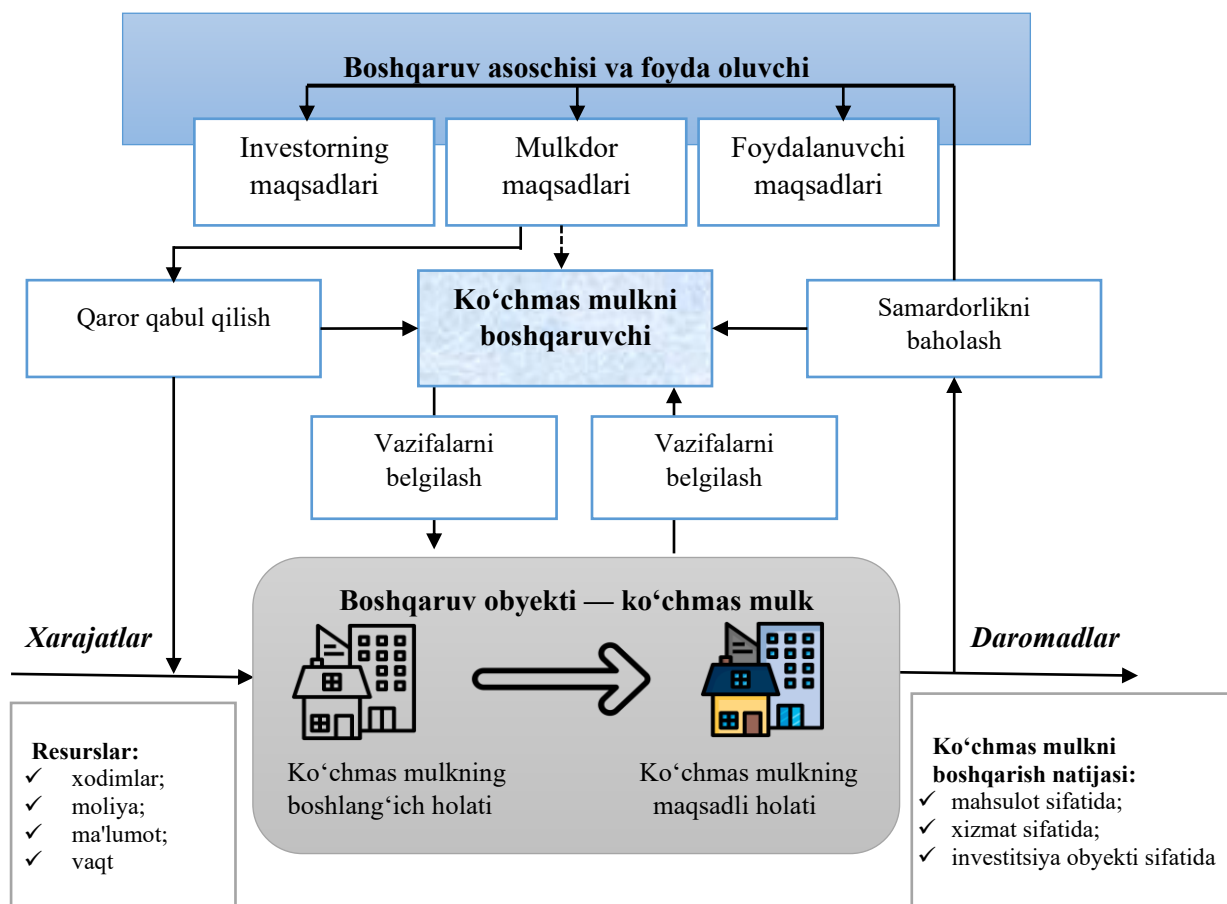 Boshqaruv asoschisi va foyda oluvchi
Investorning
maqsadlari
Mulkdor
maqsadlari
Foydalanuvchi
maqsadlari
Qaror qabul qilish
Ko‘chmas mulkni
boshqaruvchi
Samardorlikni
baholash
Vazifalarni
belgilash
Vazifalarni
belgilash
Boshqaruv obyekti — ko‘chmas mulk
Xarajatlar
Daromadlar
Ko‘chmas mulkning
boshlang‘ich holati
Ko‘chmas mulkning
maqsadli holati
Resurslar:
✓ xodimlar;
✓ moliya;
✓ ma'lumot;
✓ vaqt
Ko‘chmas mulkni
boshqarish natijasi:
✓ mahsulot sifatida;
✓ xizmat sifatida;
✓ investitsiya obyekti sifatida